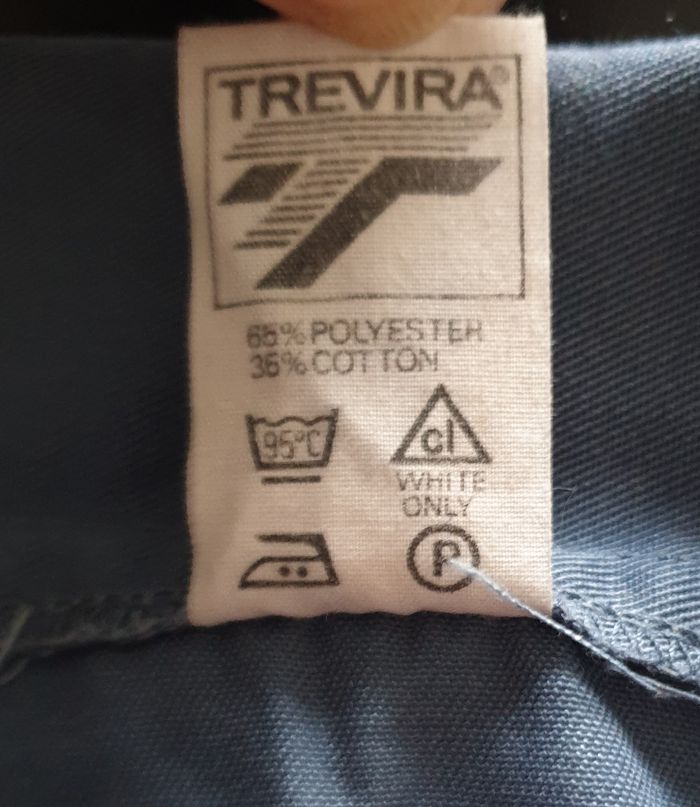 TREVIRA®
65% POLYESTER
35% COTTON
95°C
cl
WHITE
ONLY
P